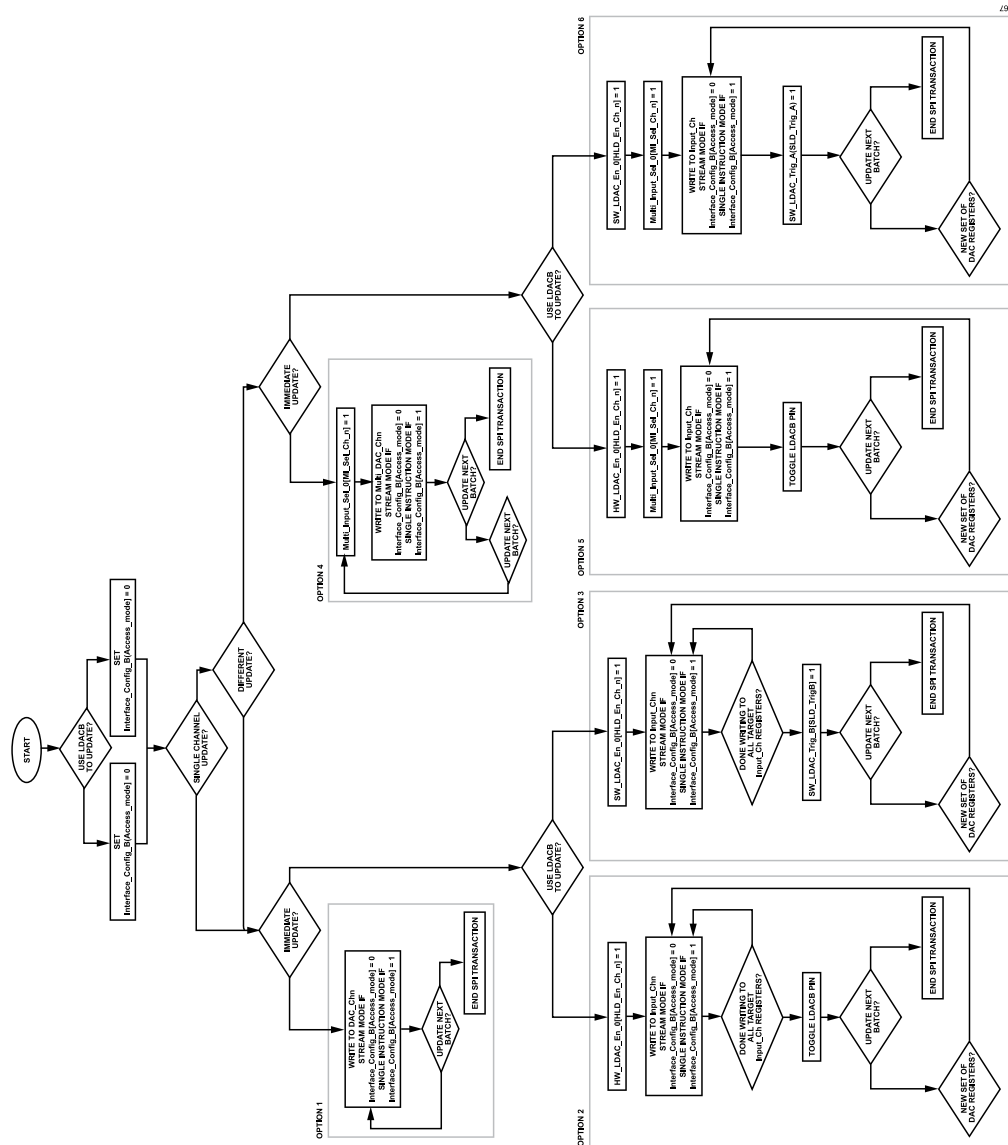 START
USE LDACB
TO UPDATE?
SET
Interface_Config_B[Access_mode] = 0
SET
Interface_Config_B[Access_mode] = 0
SINGLE CHANNEL
UPDATE?
DIFFERENT
UPDATE?
IMMEDIATE
UPDATE?
IMMEDIATE
UPDATE?
OPTION 1
WRITE TO DAC_Chn
STREAM MODE IF
Interface_Config_B[Access_mode] = 0
SINGLE INSTRUCTION MODE IF
Interface_Config_B[Access_mode] = 1
UPDATE NEXT
BATCH?
END SPI TRANSACTION
OPTION 4
Multi_Input_Sel_0[MI_Sel_Ch_n] = 1
WRITE TO Multi_DAC_Chn
STREAM MODE IF
Interface_Config_B[Access_mode] = 0
SINGLE INSTRUCTION MODE IF
Interface_Config_B[Access_mode] = 1
UPDATE NEXT
BATCH?
UPDATE NEXT
BATCH?
END SPI TRANSACTION
USE LDACB
TO UPDATE?
USE LDACB
TO UPDATE?
OPTION 2
HW_LDAC_En_0[HLD_En_Ch_n] = 1
WRITE TO Input_Chn
STREAM MODE IF
Interface_Config_B[Access_mode] = 0
SINGLE INSTRUCTION MODE IF
Interface_Config_B[Access_mode] = 1
DONE WRITING TO
ALL TARGET
Input_Ch REGISTERS?
TOGGLE LDACB PIN
UPDATE NEXT
BATCH?
END SPI TRANSACTION
NEW SET OF
DAC REGISTERS?
OPTION 3
SW_LDAC_En_0[HLD_En_Ch_n] = 1
WRITE TO Input_Chn
STREAM MODE IF
Interface_Config_B[Access_mode] = 0
SINGLE INSTRUCTION MODE IF
Interface_Config_B[Access_mode] = 1
DONE WRITING TO
ALL TARGET
Input_Ch REGISTERS?
SW_LDAC_Trig_B[SLD_TrigB] = 1
UPDATE NEXT
BATCH?
END SPI TRANSACTION
NEW SET OF
DAC REGISTERS?
OPTION 5
HW_LDAC_En_0[HLD_En_Ch_n] = 1
Multi_Input_Sel_0[MI_Sel_Ch_n] = 1
WRITE TO Input_Ch
STREAM MODE IF
Interface_Config_B[Access_mode] = 0
SINGLE INSTRUCTION MODE IF
Interface_Config_B[Access_mode] = 1
TOGGLE LDACB PIN
UPDATE NEXT
BATCH?
END SPI TRANSACTION
NEW SET OF
DAC REGISTERS?
OPTION 6
SW_LDAC_En_0[HLD_En_Ch_n] = 1
Multi_Input_Sel_0[MI_Sel_Ch_n] = 1
WRITE TO Input_Ch
STREAM MODE IF
Interface_Config_B[Access_mode] = 0
SINGLE INSTRUCTION MODE IF
Interface_Config_B[Access_mode] = 1
SW_LDAC_Trig_A(SLD_Trig_A) = 1
UPDATE NEXT
BATCH?
END SPI TRANSACTION
NEW SET OF
DAC REGISTERS?